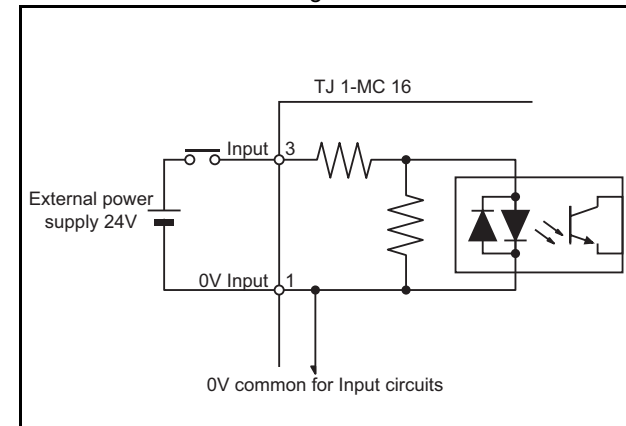 TJ 1-MC 16
Input
3
External power
supply 24V
0V Input
1
0V common for Input circuits